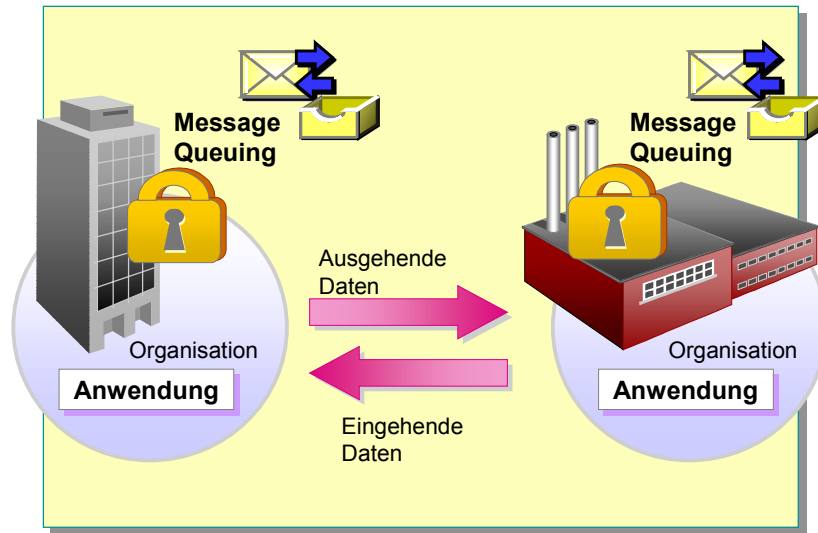 Message
Queuing
Message
Queuing
Ausgehende
Daten
Organisation
Anwendung
Organisation
Anwendung
Eingehende
Daten